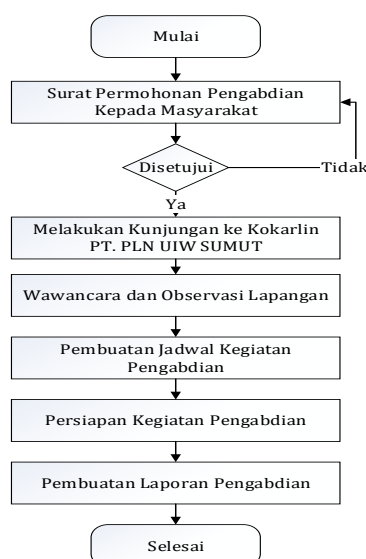 Mulai
Surat Permohonan Pengabdian
Kepada Masyarakat
Disetujui
Tidak
Ya
Melakukan Kunjungan ke Kokarlin
PT. PLN UIW SUMUT
Wawancara dan Observasi Lapangan
Pembuatan Jadwal Kegiatan
Pengabdian
Persiapan Kegiatan Pengabdian
Pembuatan Laporan Pengabdian
Selesai